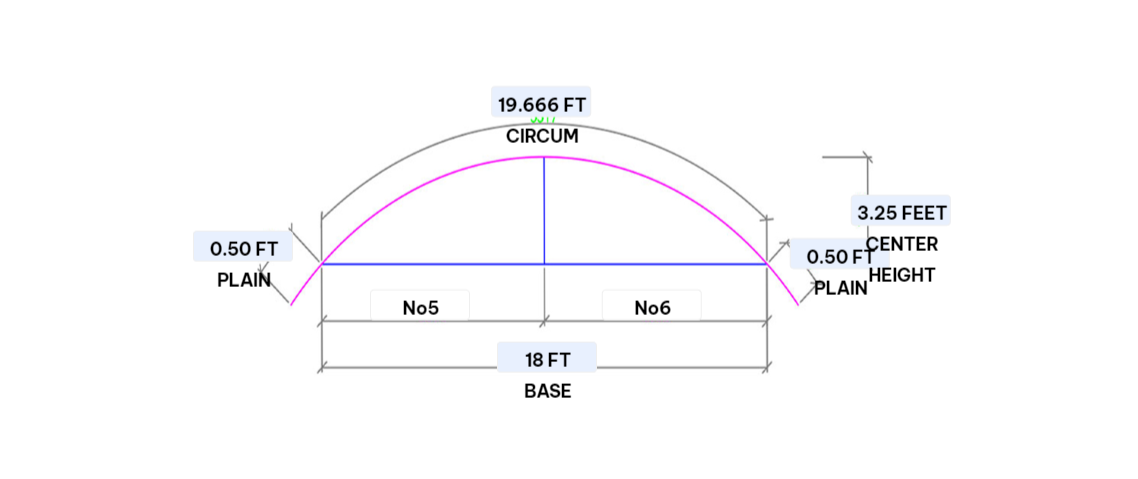 19.666 FT
CIRCUM
3.25 FEET
CENTER
HEIGHT
0.50 FT
PLAIN
0.50 FT
PLAIN
No5
No6
18 FT
BASE